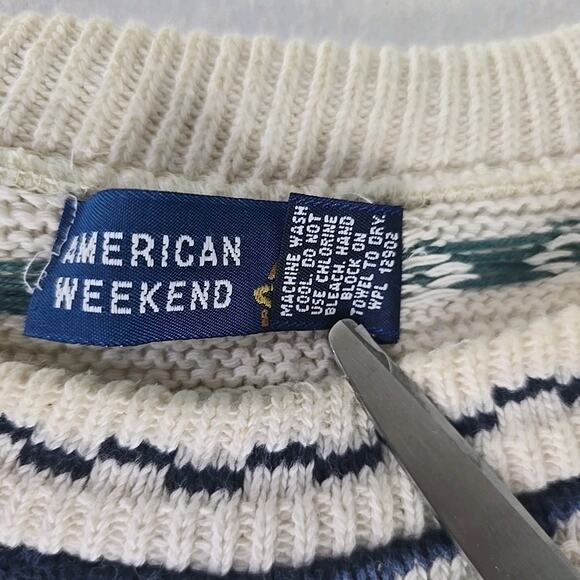 AMERICAN
WEEKEND
MACHINE WASH
COOL. DO NOT
USE CHLORINE
BLEACH. HAND
BLOCK ON
TOWEL TO DRY.
WPL 12902